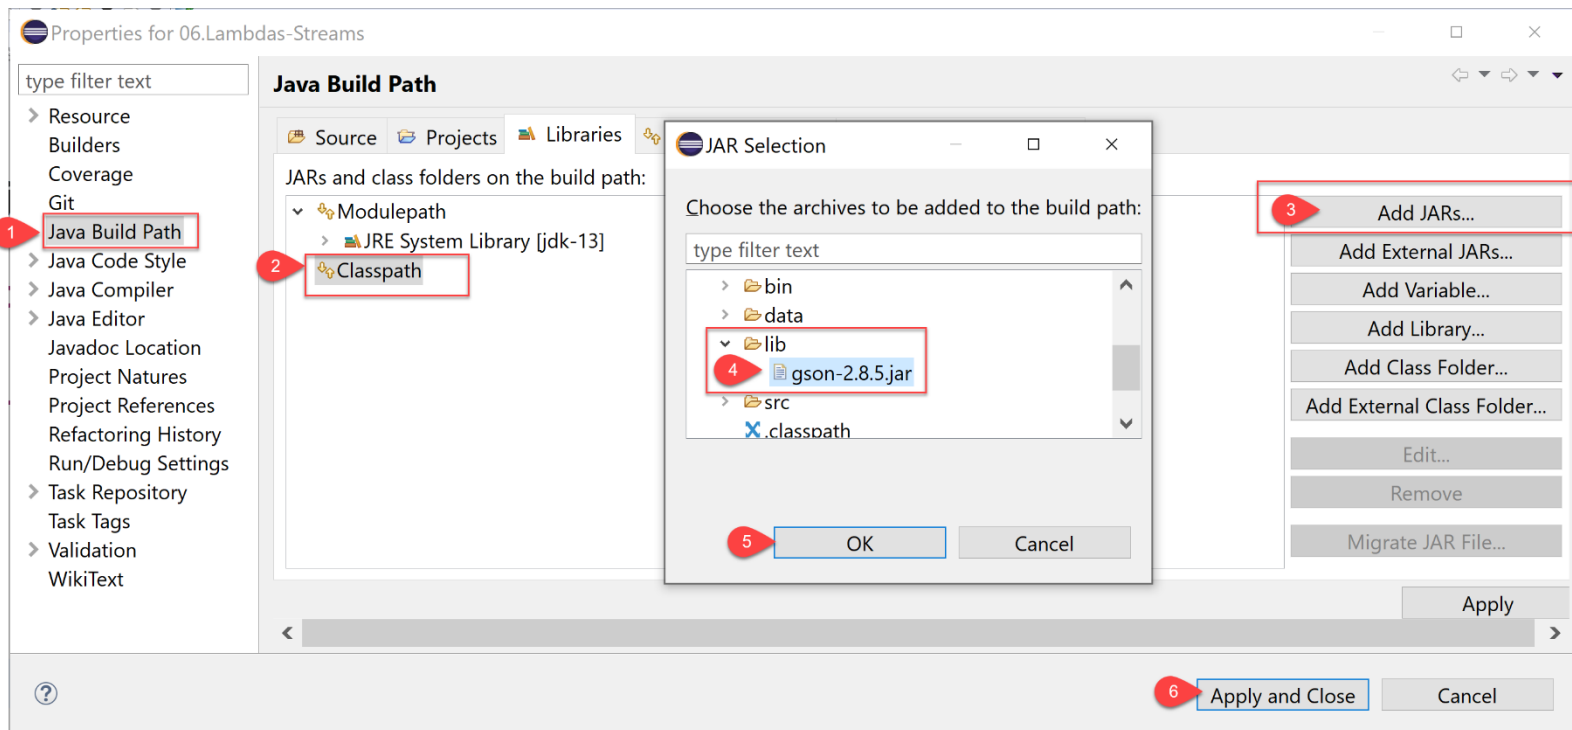 Properties for 06.Lambdas-Streams
type filter text
Resource
Builders
Coverage
Git
1
Java Build Path
Java Code Style
Java Compiler
Java Editor
Javadoc Location
Project Natures
Project References
Refactoring History
Run/Debug Settings
Task Repository
Task Tags
Validation
WikiText
Java Build Path
Source
Projects
Libraries
JARs and class folders on the build path:
Modulepath
JRE System Library [jdk-13]
2
Classpath
JAR Selection
Choose the archives to be added to the build path:
type filter text
bin
data
lib
4
gson-2.8.5.jar
src
.classpath
5
OK
Cancel
3
Add JARs...
Add External JARs...
Add Variable...
Add Library...
Add Class Folder...
Add External Class Folder...
Edit...
Remove
Migrate JAR File...
Apply
?
6
Apply and Close
Cancel